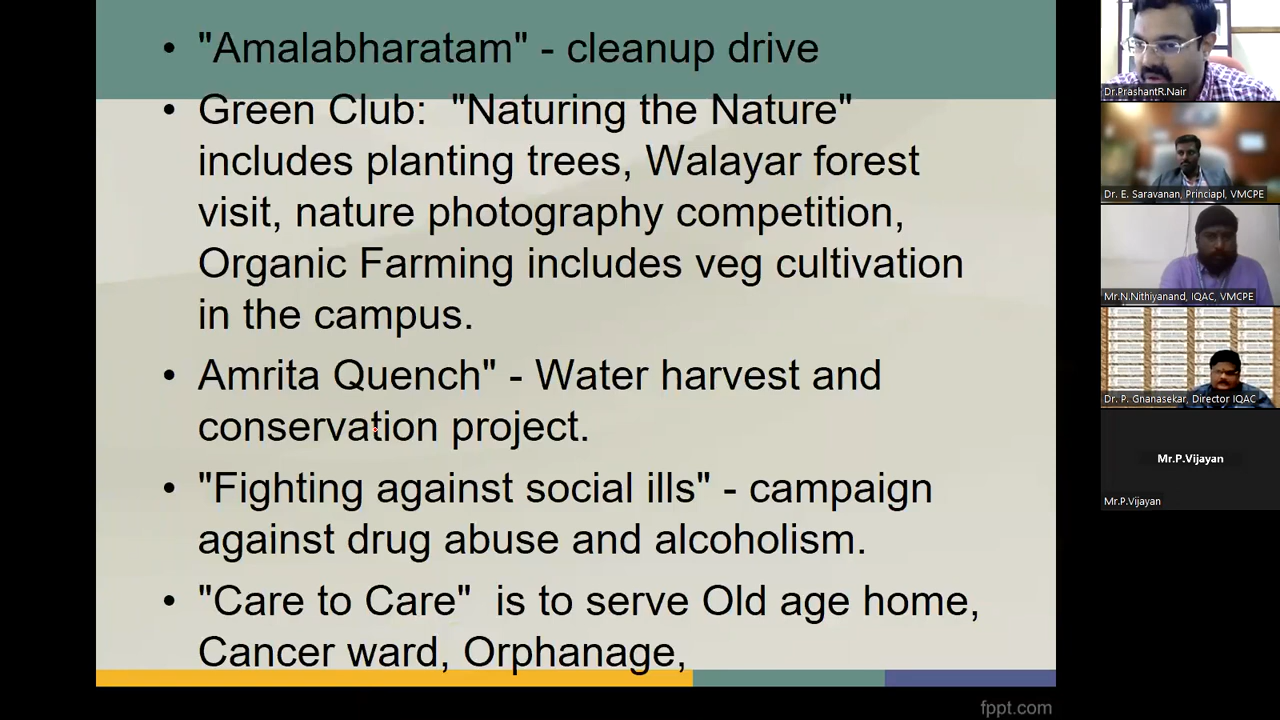 • "Amalabharatam" - cleanup drive
• Green Club:  "Naturing the Nature"
includes planting trees, Walayar forest
visit, nature photography competition,
Organic Farming includes veg cultivation
in the campus.
• Amrita Quench" - Water harvest and
conservation project.
• "Fighting against social ills" - campaign
against drug abuse and alcoholism.
• "Care to Care"  is to serve Old age home,
Cancer ward, Orphanage,
fppt.com
Dr.PrashantR.Nair
Dr. E. Saravanan, Princiapl, VMCPE
Mr.N.Nithiyanand, IQAC, VMCPE
Dr. P. Gnanasekar, Director IQAC
Mr.P.Vijayan
Mr.P.Vijayan